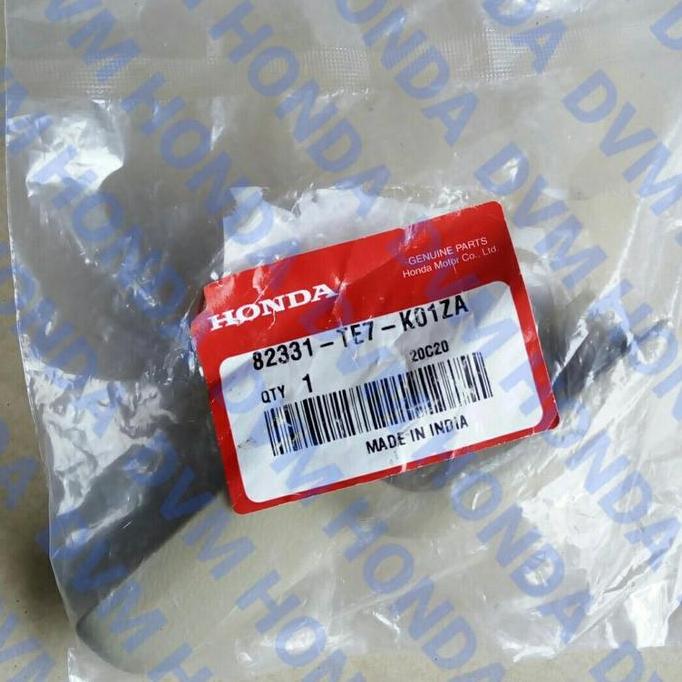 GENUINE PARTS
Honda Motor Co., Ltd.
HONDA
82331-TE7-K01ZA
20C20
QTY 1
MADE IN INDIA
DVM HONDA DVM HONDA DVM HONDA